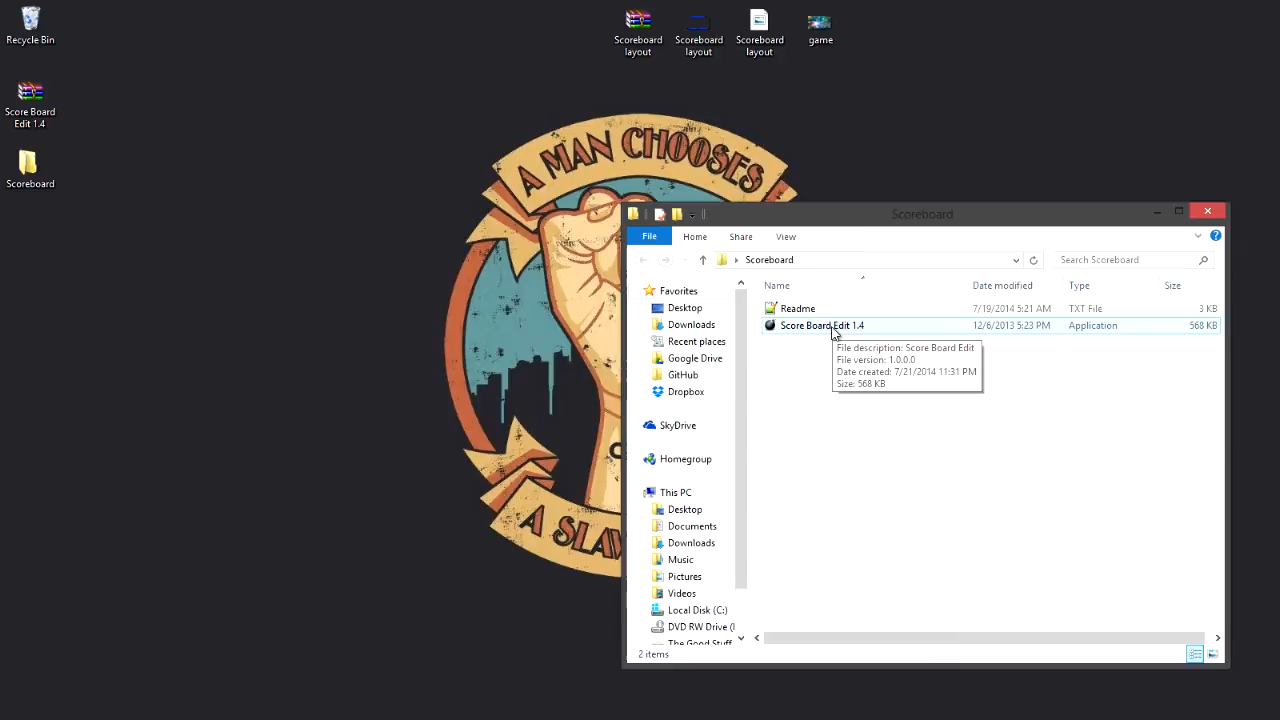 Recycle Bin
Score Board
Edit 1.4
Scoreboard
Scoreboard
layout
Scoreboard
layout
Scoreboard
layout
game
A MAN CHOOSES
Scoreboard
File
Home
Share
View
Scoreboard
Search Scoreboard
Name
Date modified
Type
Size
Readme
7/19/2014 5:21 AM
TXT File
3 KB
Score Board Edit 1.4
12/6/2013 5:23 PM
Application
568 KB
File description: Score Board Edit
File version: 1.0.0.0
Date created: 7/21/2014 11:31 PM
Size: 568 KB
Favorites
Desktop
Downloads
Recent places
Google Drive
GitHub
Dropbox
SkyDrive
Homegroup
This PC
Desktop
Documents
Downloads
Music
Pictures
Videos
Local Disk (C:)
DVD RW Drive (
The Good Stuff
2 items
A SLA